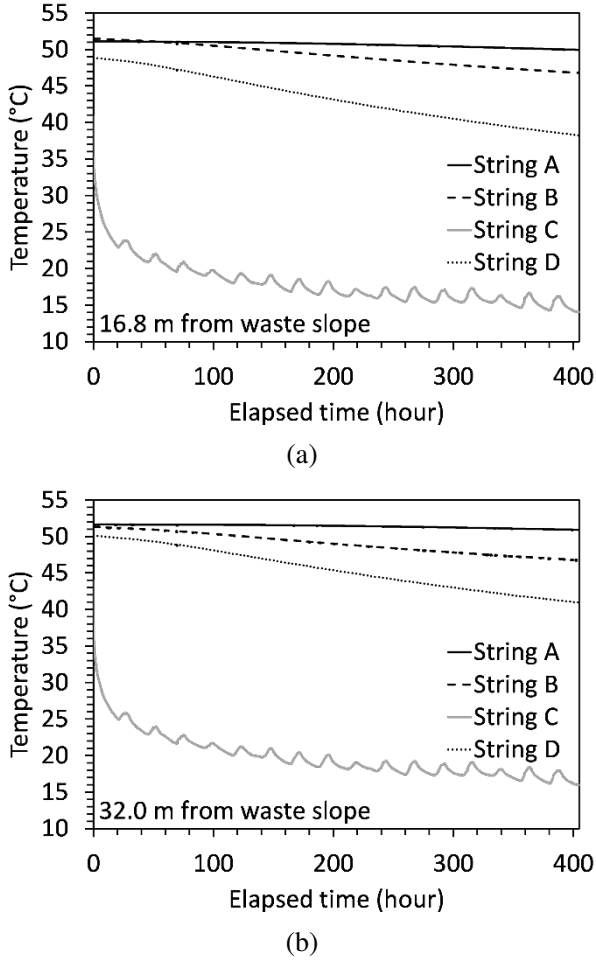 55
50
45
40
35
30
25
20
15
10
Temperature (°C)
String A
String B
String C
String D
16.8 m from waste slope
0 100 200 300 400
Elapsed time (hour)
(a)
55
50
45
40
35
30
25
20
15
10
Temperature (°C)
String A
String B
String C
String D
32.0 m from waste slope
0 100 200 300 400
Elapsed time (hour)
(b)